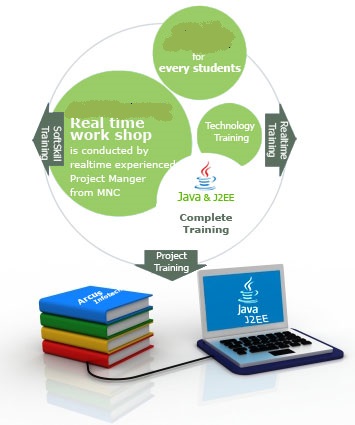 for
every students
Real time
work shop
is conducted by
realtime experienced
Project Manger
from MNC
Technology
Training
SoftSkill
Training
Realtime
Training
Java & J2EE
Complete
Training
Project
Training
Arcus
Infotech
Java
J2EE